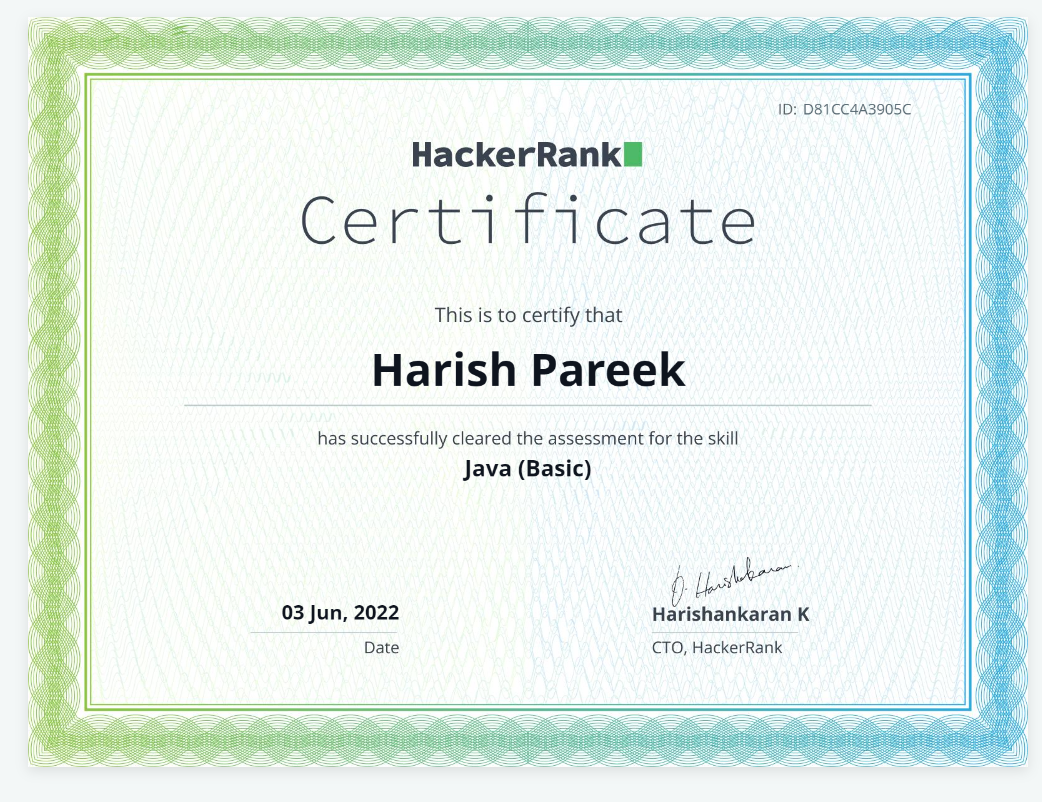 ID: D81CC4A3905C
HackerRank
Certificate
This is to certify that
Harish Pareek
has successfully cleared the assessment for the skill
Java (Basic)
03 Jun, 2022
Date
Harishankaran K
CTO, HackerRank